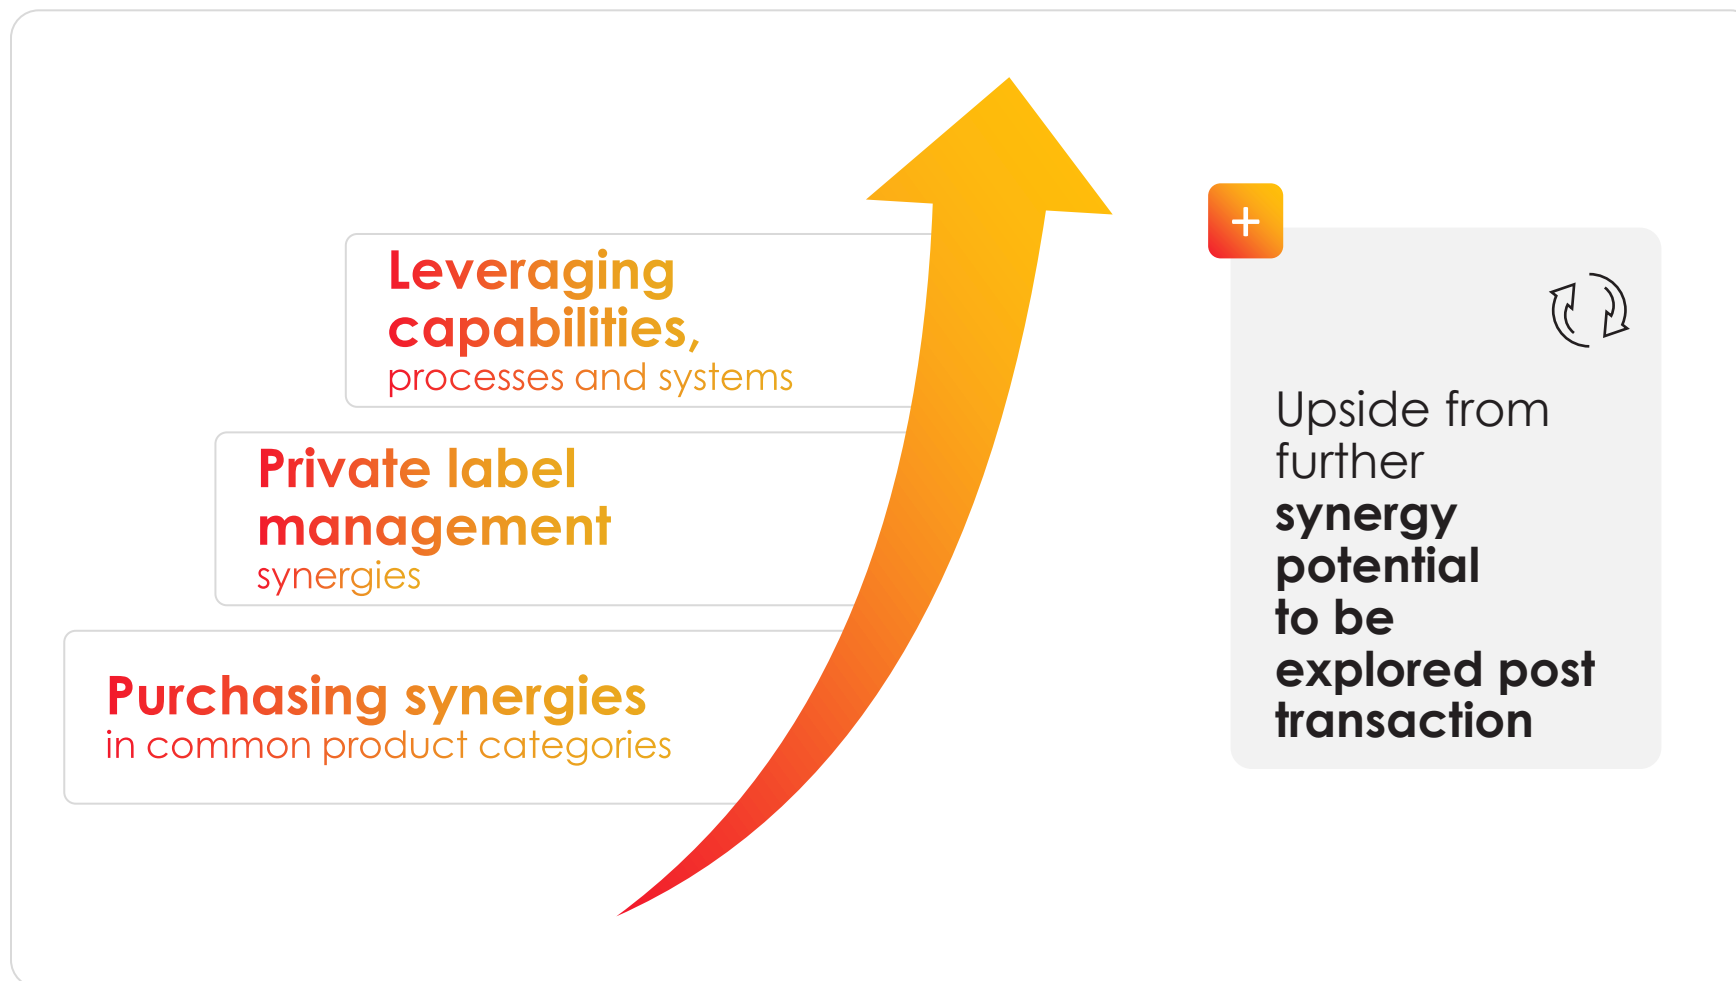 Leveraging
capabilities,
processes and systems
Private label
management
synergies
Purchasing synergies
in common product categories
+
Upside from
further
synergy
potential
to be
explored post
transaction